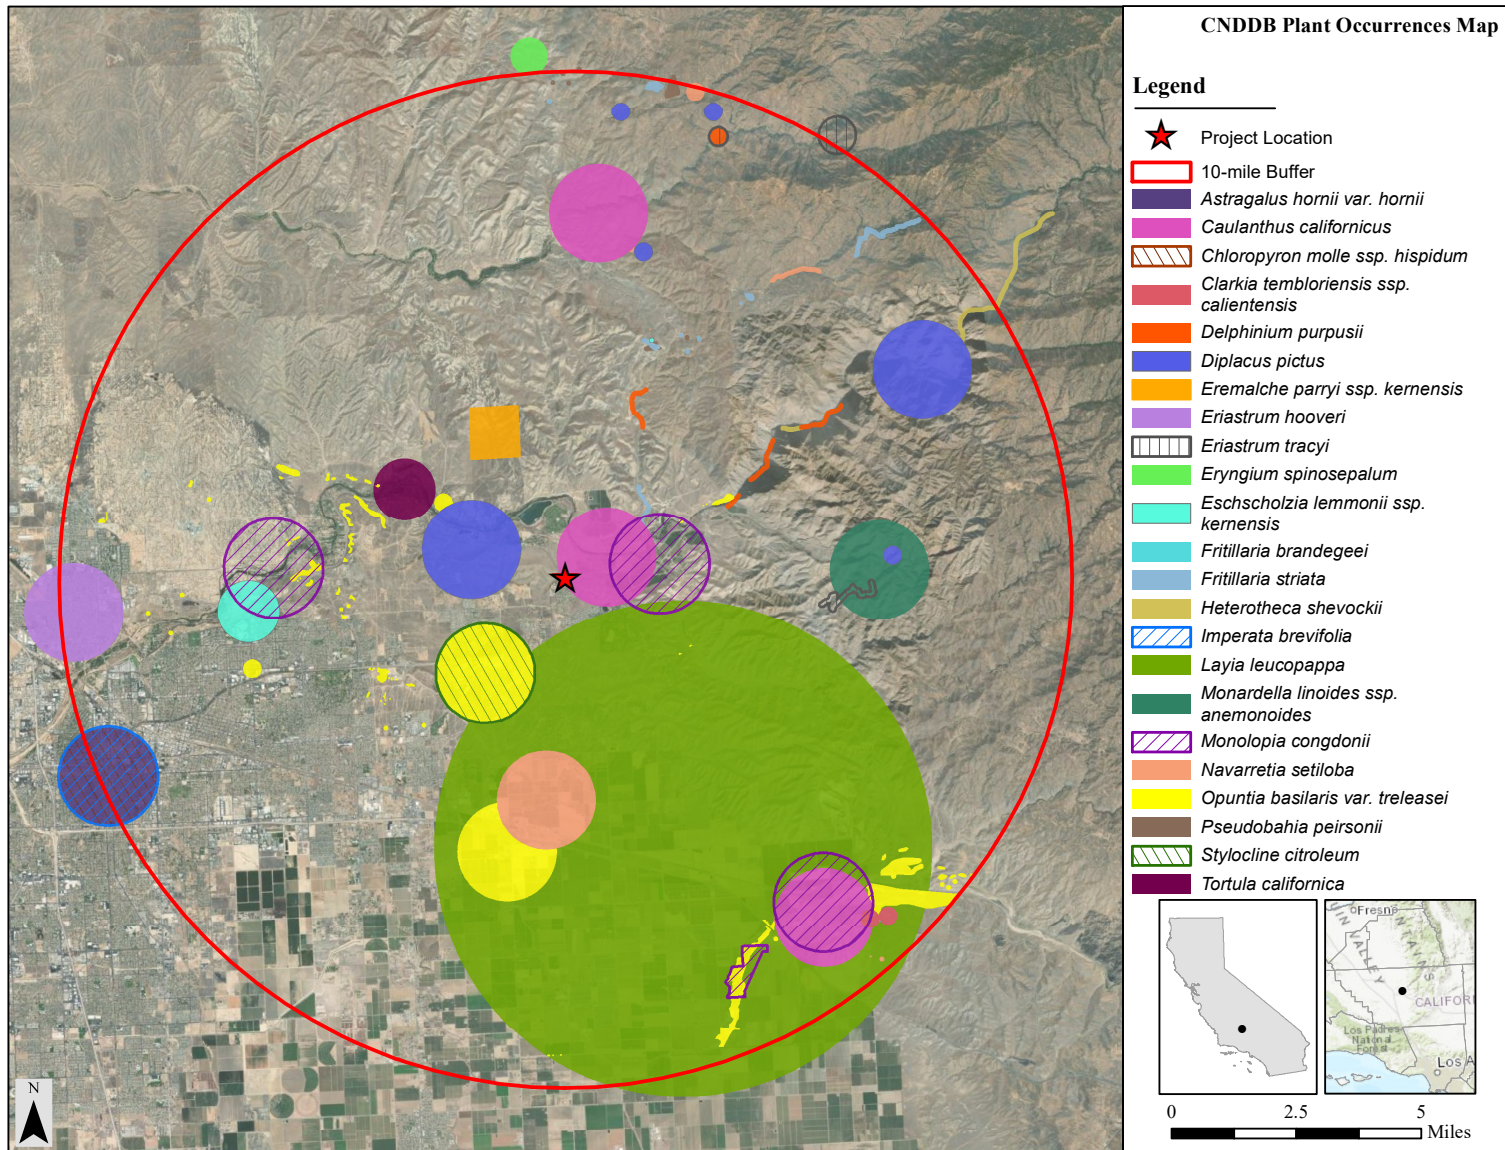 CNDDB Plant Occurrences Map
Legend
Project Location
10-mile Buffer
Astragalus hornii var. hornii
Caulanthus californicus
Chloropyron molle ssp. hispidum
Clarkia tembloriensis ssp.
calientensis
Delphinium purpusii
Diplacus pictus
Eremalche parryi ssp. kernensis
Eriastrum hooveri
Eriastrum tracyi
Eryngium spinosepalum
Eschscholzia lemmonii ssp.
kernensis
Fritillaria brandegeei
Fritillaria striata
Heterotheca shevockii
Imperata brevifolia
Layia leucopappa
Monardella linoides ssp.
anemonoides
Monolopia congdonii
Navarretia setiloba
Opuntia basilaris var. treleasei
Pseudobahia peirsonii
Stylocline citroleum
Tortula californica
Fresno
VALLEY
CALIFOR
Los Padres
National
Forest
Los A
N
0 2.5 5
Miles